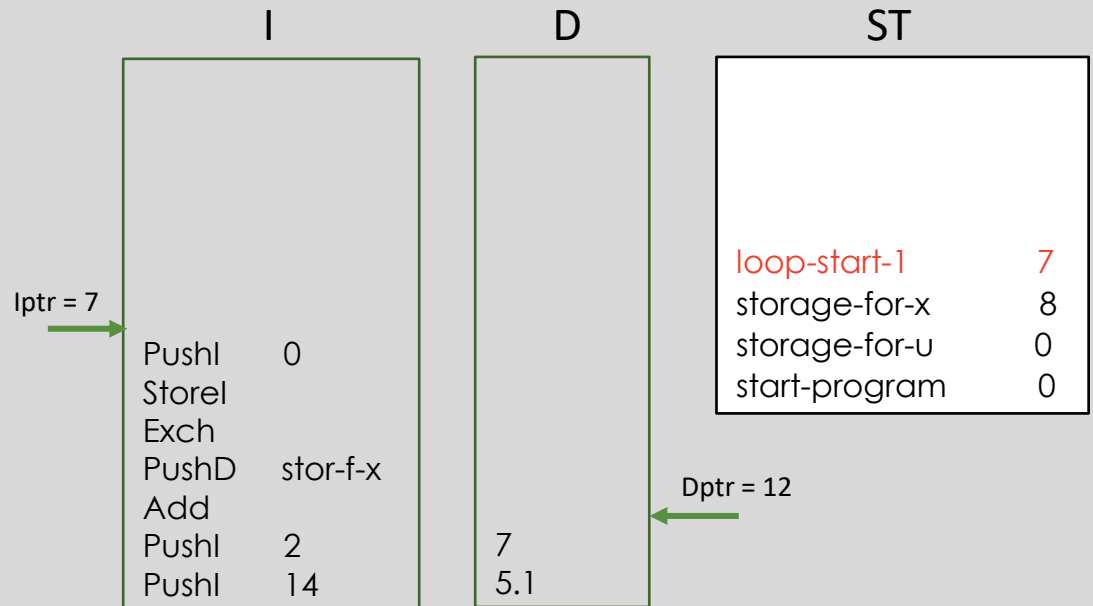 I D ST
loop-start-1 7
Iptr = 7
storage-for-x 8
PushI 0
storage-for-u 0
StoreI
start-program 0
Exch
PushD stor-f-x
Dptr = 12
Add
PushI 2 7
PushI 14 5.1